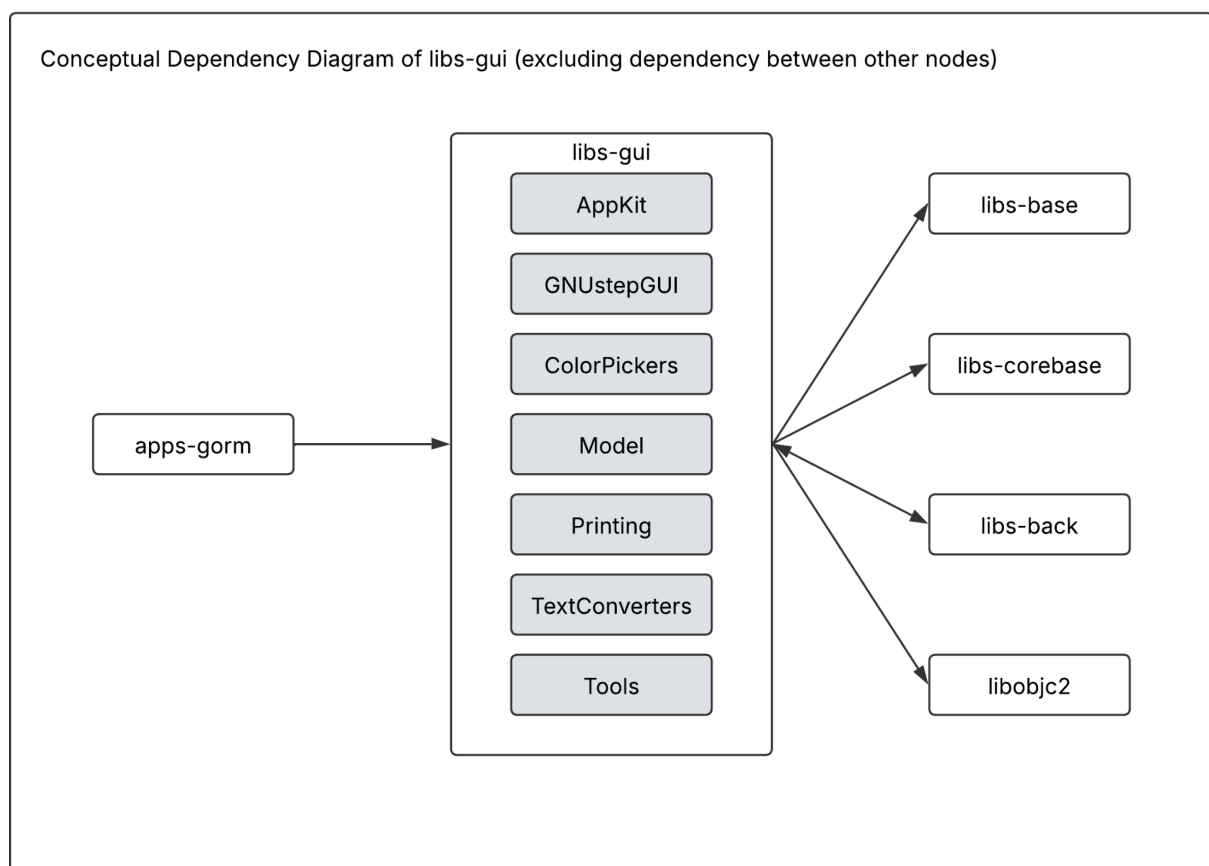 Conceptual Dependency Diagram of libs-gui (excluding dependency between other nodes)
libs-gui
AppKit
GNUstepGUI
ColorPickers
Model
Printing
TextConverters
Tools
apps-gorm
libs-base
libs-corebase
libs-back
libobjc2